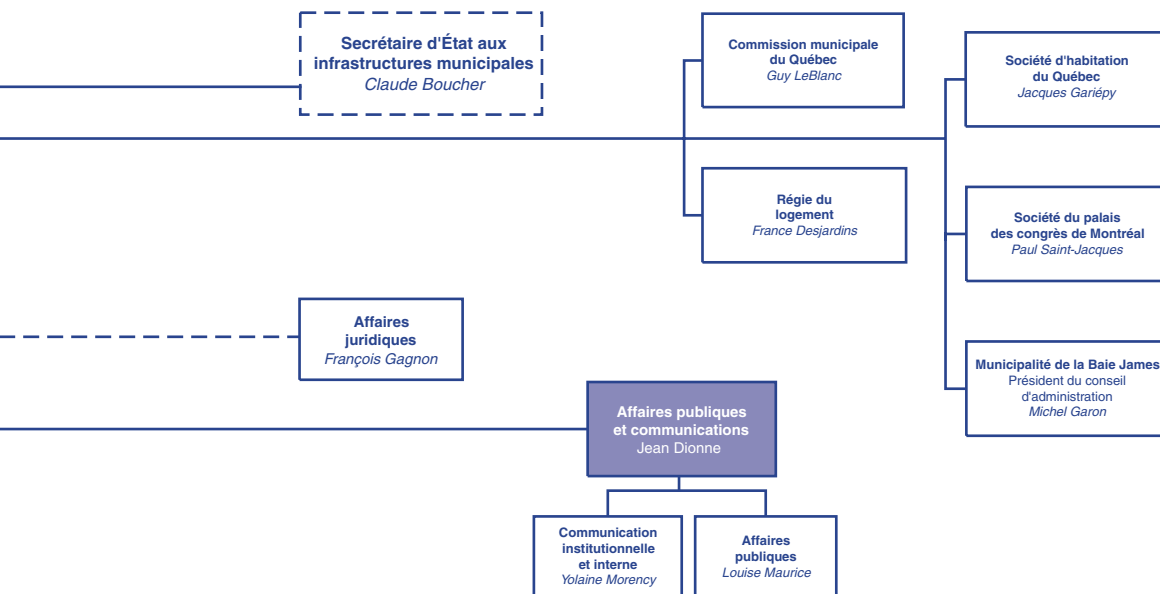 Secrétaire d'État aux
infrastructures municipales
Claude Boucher
Commission municipale
du Québec
Guy LeBlanc
Société d'habitation
du Québec
Jacques Gariépy
Régie du
logement
France Desjardins
Société du palais
des congrès de Montréal
Paul Saint-Jacques
Affaires
juridiques
François Gagnon
Municipalité de la Baie James
Président du conseil
d'administration
Michel Garon
Affaires publiques
et communications
Jean Dionne
Communication
institutionnelle
et interne
Yolaine Morency
Affaires
publiques
Louise Maurice